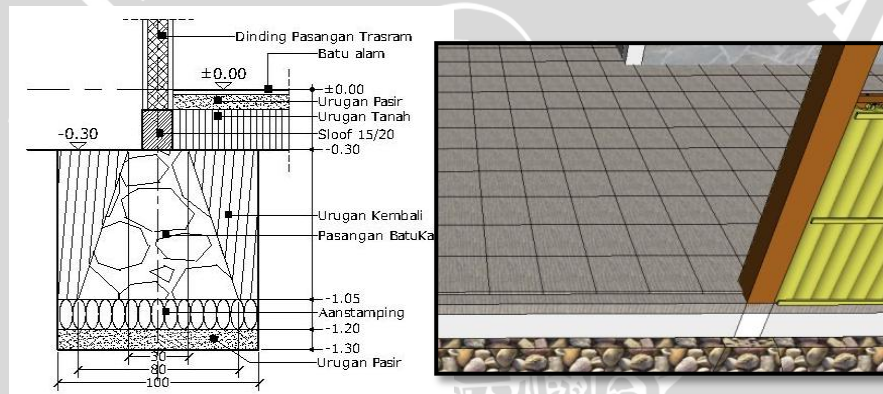 Dinding Pasangan Trasram
Batu alam
±0.00
±0.00
Urugan Pasir
Urugan Tanah
-0.30
Sloof 15/20
-0.30
Urugan Kembali
Pasangan BatuKa
-1.05
Aanstamping
-1.20
-1.30
Urugan Pasir
30
80
100